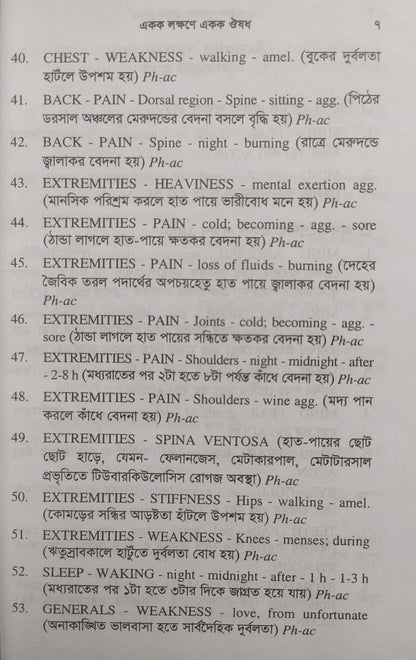 একক লক্ষণে একক ঔষধ ৭
40. CHEST - WEAKNESS - walking - amel. (বুকের দুর্বলতা
হাটলে উপশম হয়) Ph-ac
41. BACK - PAIN - Dorsal region - Spine - sitting - agg. (পিঠের
ডরসাল অঞ্চলের মেরুদন্ডের বেদনা বসলে বৃদ্ধি হয়) Ph-ac
42. BACK - PAIN - Spine - night - burning (রাত্রে মেরুদন্ডে
জ্বালাকর বেদনা হয়) Ph-ac
43. EXTREMITIES - HEAVINESS - mental exertion agg.
(মানসিক পরিশ্রম করলে হাত পায়ে ভারীবোধ মনে হয়) Ph-ac
44. EXTREMITIES - PAIN - cold; becoming - agg. - sore
(ঠান্ডা লাগলে হাত-পায়ে ক্ষতকর বেদনা হয়) Ph-ac
45. EXTREMITIES - PAIN - loss of fluids - burning (দেহের
জৈবিক তরল পদার্থের অপচয়হেতু হাত পায়ে জ্বালাকর বেদনা হয়)
Ph-ac
46. EXTREMITIES - PAIN - Joints - cold; becoming - agg. -
sore (ঠান্ডা লাগলে হাত পায়ের সন্ধিতে ক্ষতকর বেদনা হয়) Ph-ac
47. EXTREMITIES - PAIN - Shoulders - night - midnight - after
- 2-8 h (মধ্যরাতের পর ২টা হতে ৮টা পর্যন্ত কাঁধে বেদনা হয়) Ph-ac
48. EXTREMITIES - PAIN - Shoulders - wine agg. (মদ্য পান
করলে কাঁধে বেদনা হয়) Ph-ac
49. EXTREMITIES - SPINA VENTOSA (হাত-পায়ের ছোট
ছোট হাড়ে, যেমন- ফেলানজেস, মেটাকারপাল, মেটাটারসাল
প্রভৃতিতে টিউবারকিউলোসিস রোগজ অবস্থা) Ph-ac
50. EXTREMITIES - STIFFNESS - Hips - walking - amel.
(কোমড়ের সন্ধির আড়ষ্টতা হাঁটলে উপশম হয়) Ph-ac
51. EXTREMITIES - WEAKNESS - Knees - menses; during
(ঋতুস্রাবকালে হাটুঁতে দুর্বলতা বোধ হয়) Ph-ac
52. SLEEP - WAKING - night - midnight - after - 1 h - 1-3 h
(মধ্যরাতের পর ১টা হতে ৩টার দিকে জাগ্রত হয়ে যায়) Ph-ac
53. GENERALS - WEAKNESS - love, from unfortunate
(অনাকাঙ্খিত ভালবাসা হতে সার্বদৈহিক দুর্বলতা) Ph-ac